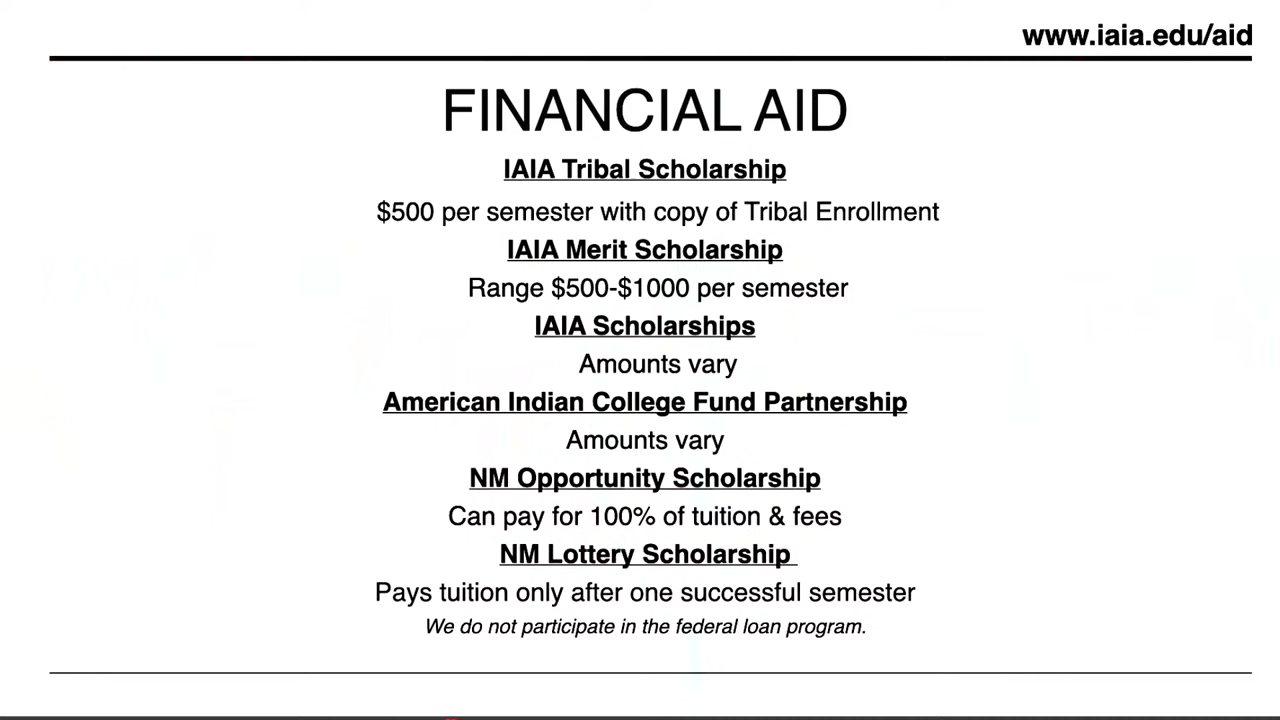 www.iaia.edu/aid
FINANCIAL AID
IAIA Tribal Scholarship
$500 per semester with copy of Tribal Enrollment
IAIA Merit Scholarship
Range $500-$1000 per semester
IAIA Scholarships
Amounts vary
American Indian College Fund Partnership
Amounts vary
NM Opportunity Scholarship
Can pay for 100% of tuition & fees
NM Lottery Scholarship
Pays tuition only after one successful semester
We do not participate in the federal loan program.